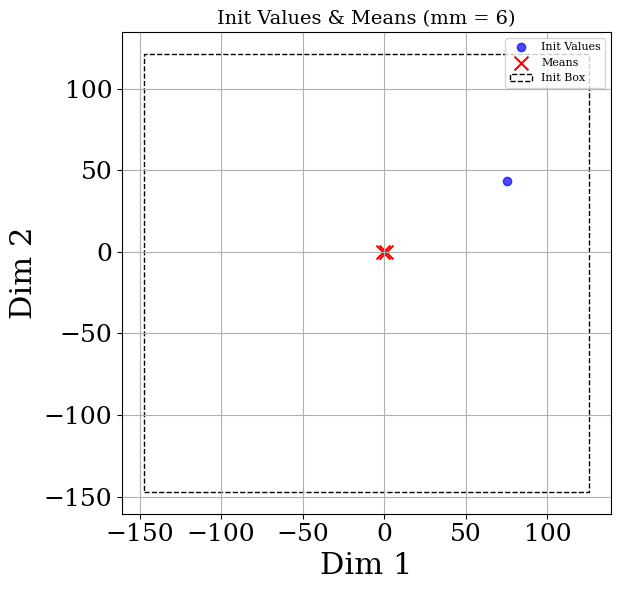 Init Values & Means (mm = 6)
Init Values
Means
Init Box
100
50
0
−50
−100
−150
Dim 2
−150 −100 −50 0 50 100
Dim 1